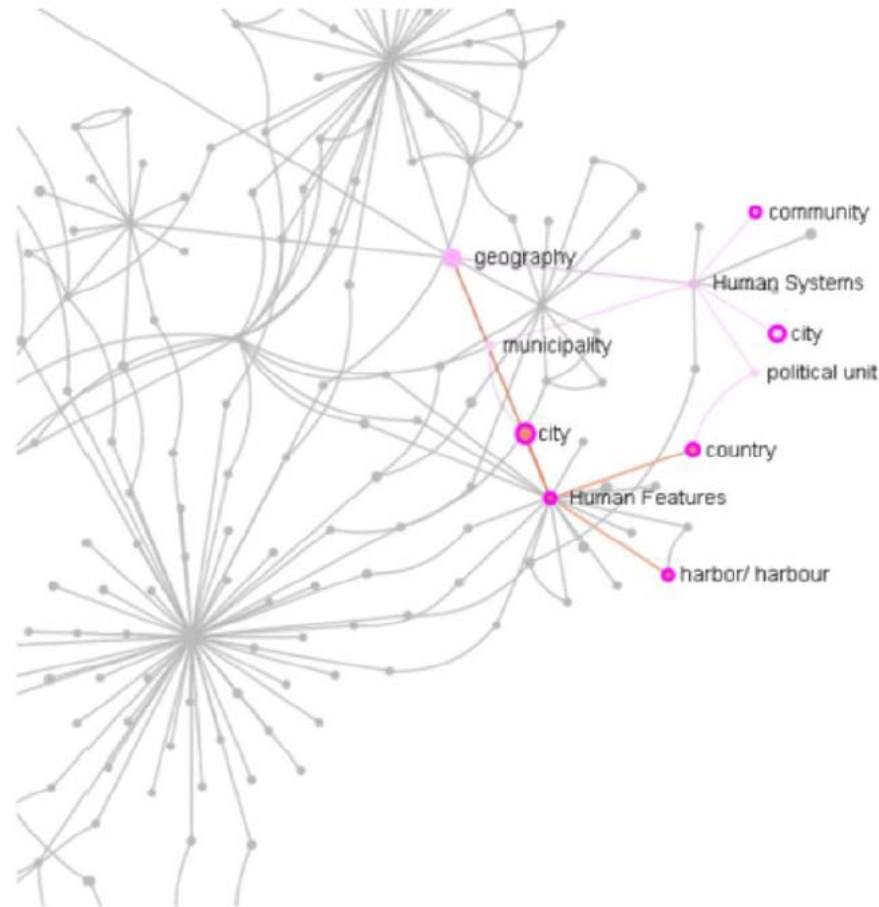 community
geography
Human Systems
city
municipality
political unit
city
country
Human Features
harbor/ harbour